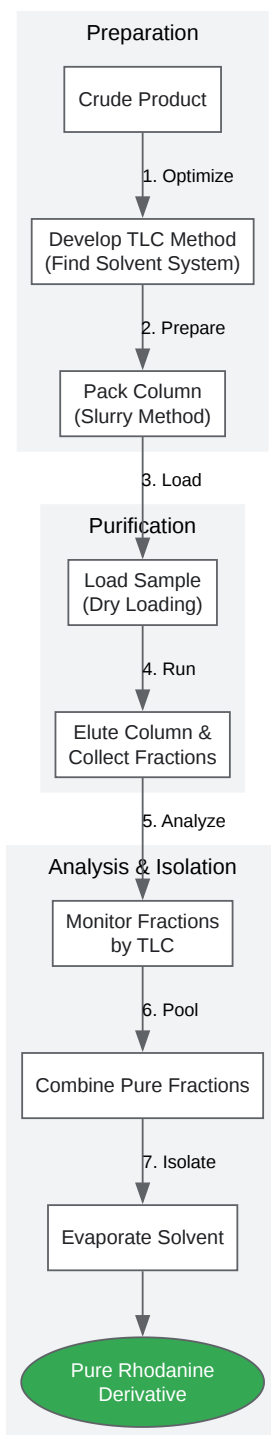 Preparation
Crude Product
1. Optimize
Develop TLC Method
(Find Solvent System)
2. Prepare
Pack Column
(Slurry Method)
3. Load
Purification
Load Sample
(Dry Loading)
4. Run
Elute Column &
Collect Fractions
5. Analyze
Analysis & Isolation
Monitor Fractions
by TLC
6. Pool
Combine Pure Fractions
7. Isolate
Evaporate Solvent
Pure Rhodanine
Derivative